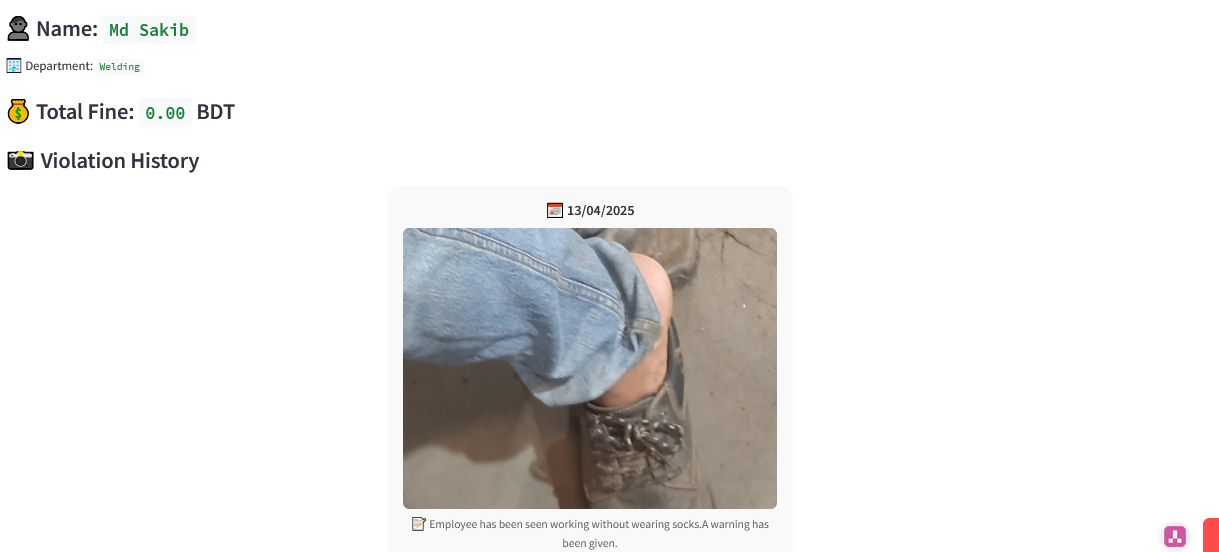 Name: Md Sakib
Department: Welding
Total Fine: 0.00 BDT
Violation History
13/04/2025
Employee has been seen working without wearing socks.A warning has
been given.